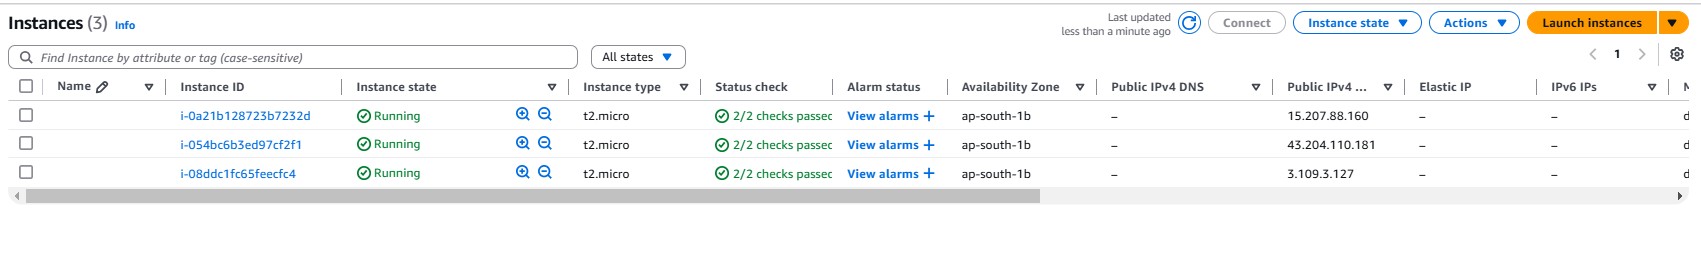 Instances (3) Info
Last updated
less than a minute ago
Connect
Instance state
Actions
Launch instances
Find Instance by attribute or tag (case-sensitive)
All states
1
Name Instance ID Instance state Instance type Status check Alarm status Availability Zone Public IPv4 DNS Public IPv4 ... Elastic IP IPv6 IPs
i-0a21b128723b7232d Running t2.micro 2/2 checks passec View alarms + ap-south-1b – 15.207.88.160 – – d
i-054bc6b3ed97cf2f1 Running t2.micro 2/2 checks passec View alarms + ap-south-1b – 43.204.110.181 – – d
i-08ddc1fc65feecfc4 Running t2.micro 2/2 checks passec View alarms + ap-south-1b – 3.109.3.127 – – d